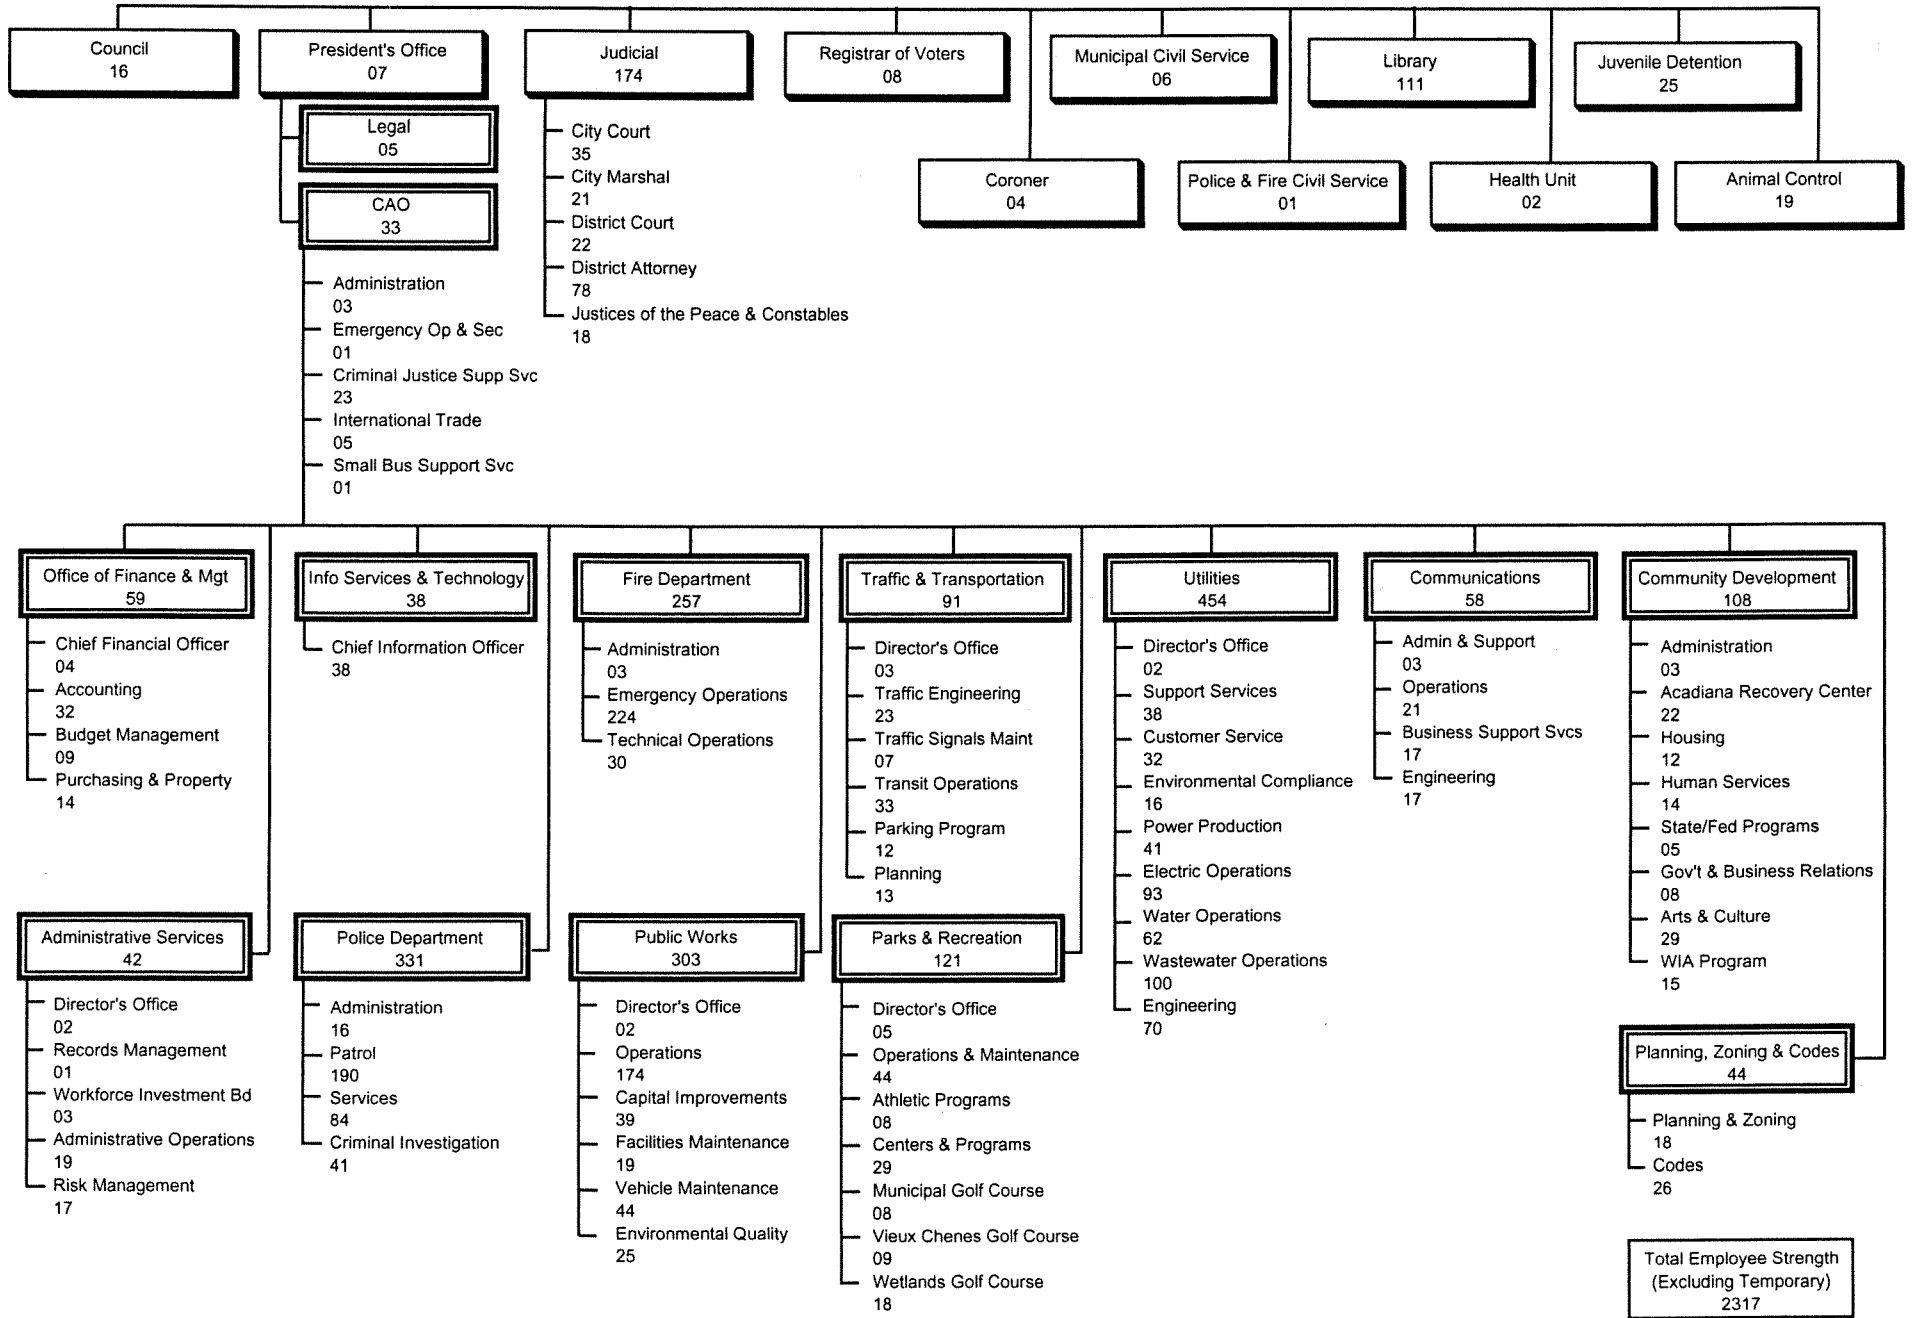 Council
16
President's Office
07
Judicial
174
Registrar of Voters
08
Municipal Civil Service
06
Library
111
Juvenile Detention
25
Coroner
04
Police & Fire Civil Service
01
Health Unit
02
Animal Control
19
Legal
05
CAO
33
Administration
03
Emergency Op & Sec
01
Criminal Justice Supp Svc
23
International Trade
05
Small Bus Support Svc
01
City Court
35
City Marshal
21
District Court
22
District Attorney
78
Justices of the Peace & Constables
18
Office of Finance & Mgt
59
Chief Financial Officer
04
Accounting
32
Budget Management
09
Purchasing & Property
14
Info Services & Technology
38
Chief Information Officer
38
Fire Department
257
Administration
03
Emergency Operations
224
Technical Operations
30
Traffic & Transportation
91
Director's Office
03
Traffic Engineering
23
Traffic Signals Maint
07
Transit Operations
33
Parking Program
12
Planning
13
Utilities
454
Director's Office
02
Support Services
38
Customer Service
32
Environmental Compliance
16
Power Production
41
Electric Operations
93
Water Operations
62
Wastewater Operations
100
Engineering
70
Communications
58
Admin & Support
03
Operations
21
Business Support Svcs
17
Engineering
17
Community Development
108
Administration
03
Acadiana Recovery Center
22
Housing
12
Human Services
14
State/Fed Programs
05
Gov't & Business Relations
08
Arts & Culture
29
WIA Program
15
Administrative Services
42
Director's Office
02
Records Management
01
Workforce Investment Bd
03
Administrative Operations
19
Risk Management
17
Police Department
331
Administration
16
Patrol
190
Services
84
Criminal Investigation
41
Public Works
303
Director's Office
02
Operations
174
Capital Improvements
39
Facilities Maintenance
19
Vehicle Maintenance
44
Environmental Quality
25
Parks & Recreation
121
Director's Office
05
Operations & Maintenance
44
Athletic Programs
08
Centers & Programs
29
Municipal Golf Course
08
Vieux Chenes Golf Course
09
Wetlands Golf Course
18
Planning, Zoning & Codes
44
Planning & Zoning
18
Codes
26
Total Employee Strength
(Excluding Temporary)
2317